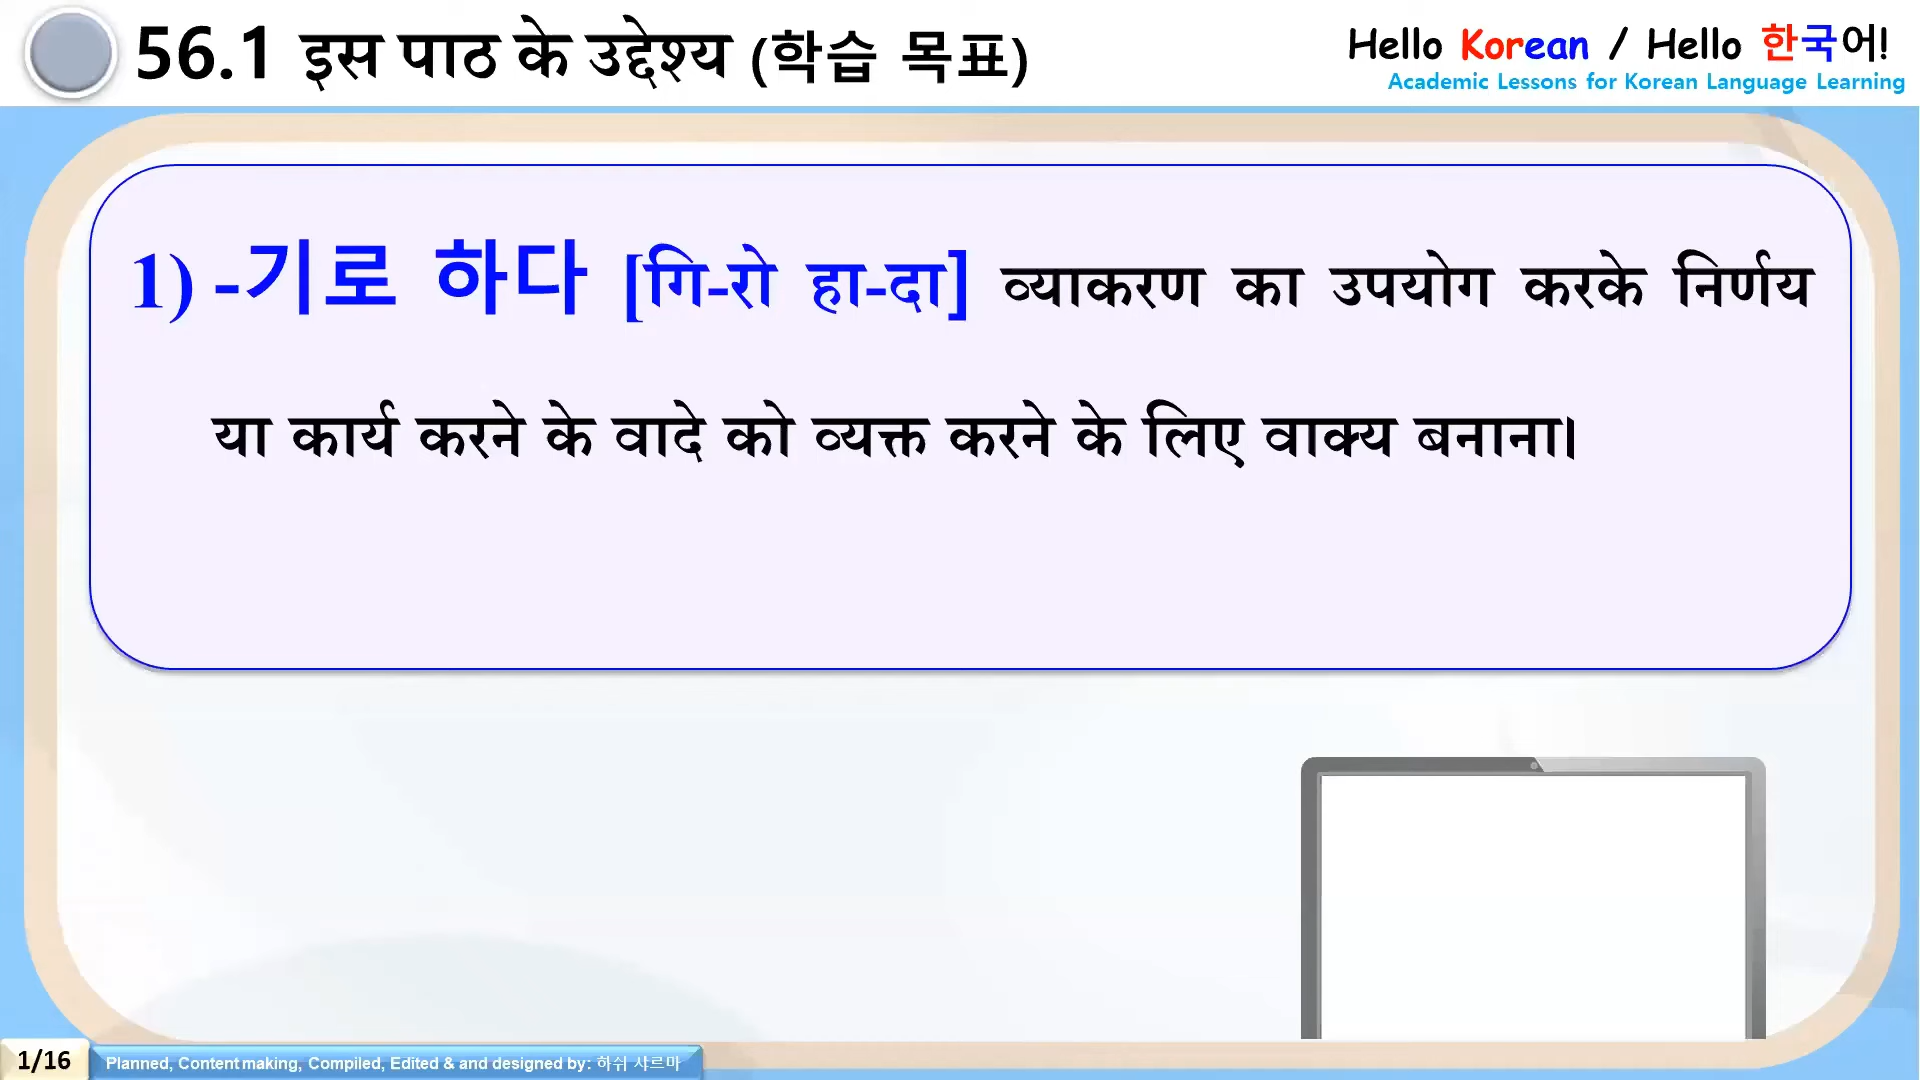 56.1 इस पाठ के उद्देश्य (학습 목표)
Hello Korean / Hello 한국어!
Academic Lessons for Korean Language Learning
1) -기로 하다 [गि-रो हा-दा] व्याकरण का उपयोग करके निर्णय
या कार्य करने के वादे को व्यक्त करने के लिए वाक्य बनाना।
1/16
Planned, Content making, Compiled, Edited & and designed by: 하쉬 샤르마